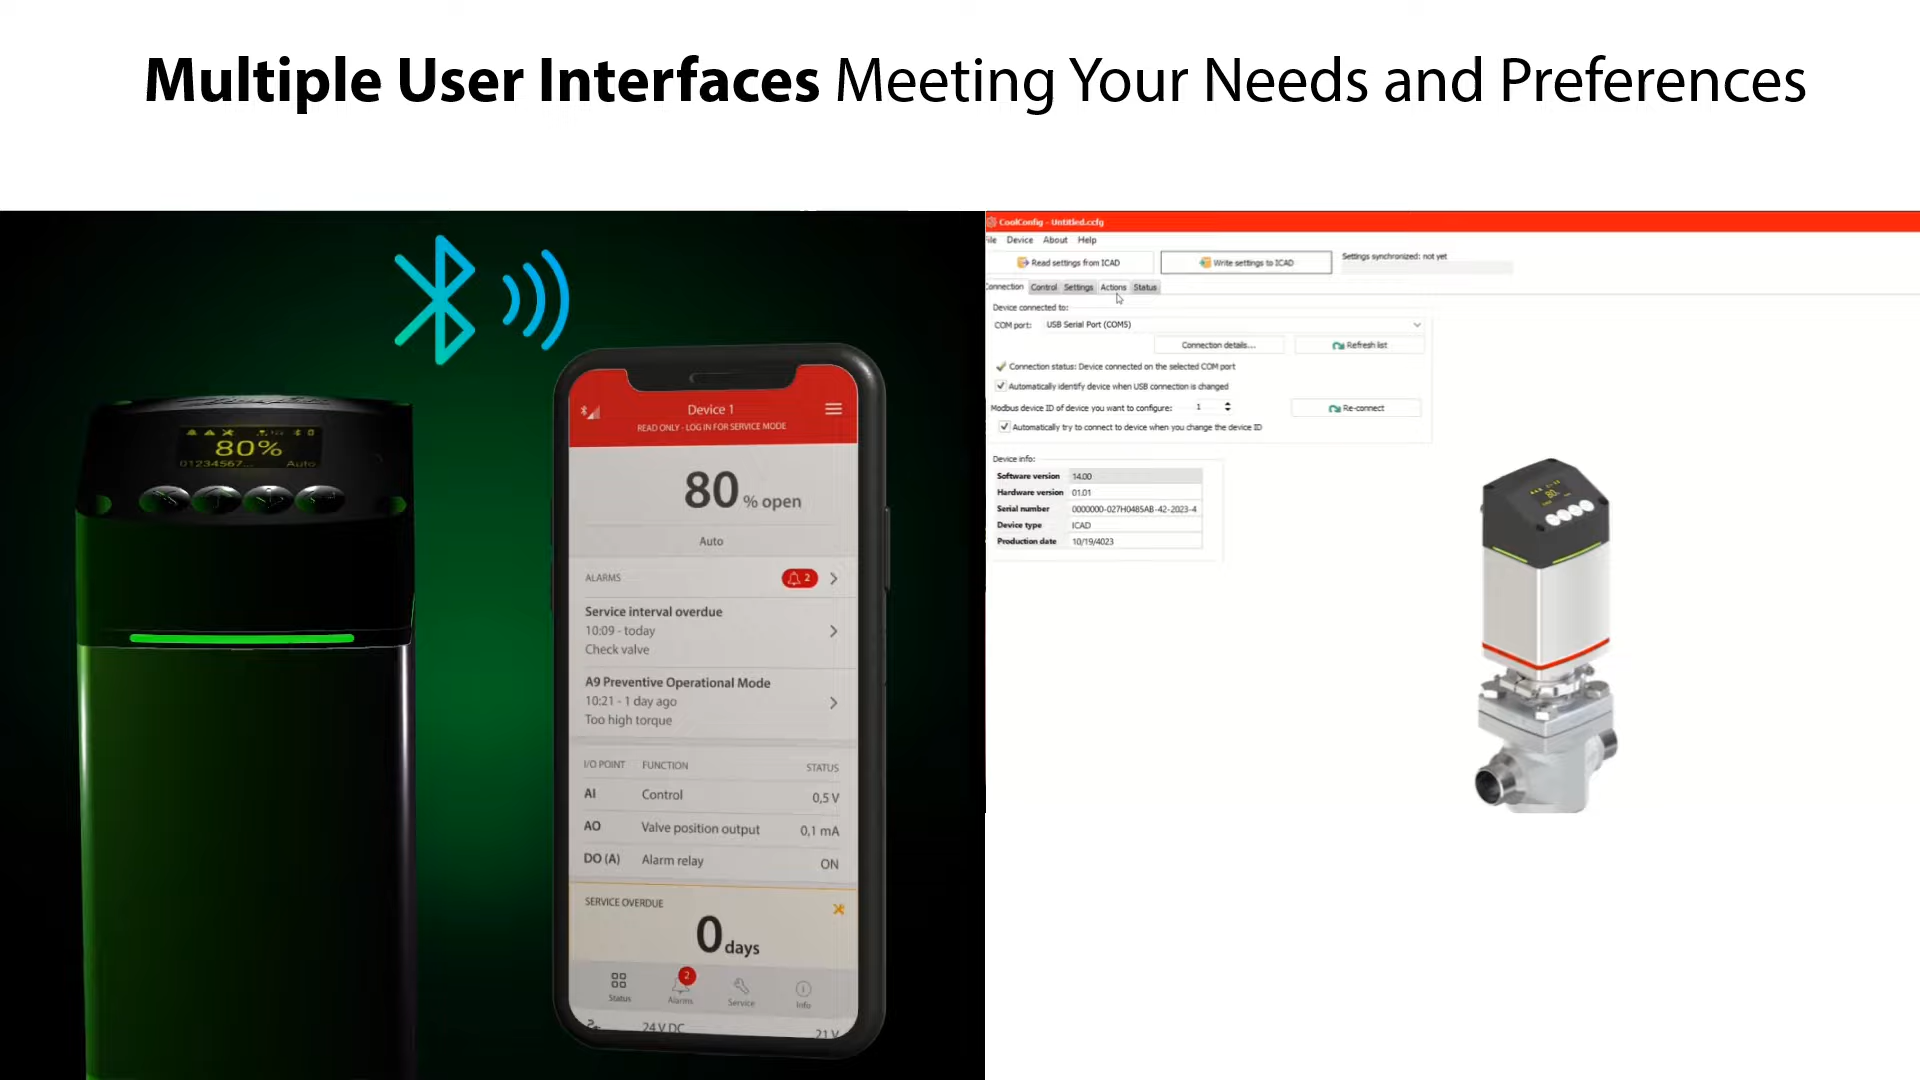 Multiple User Interfaces Meeting Your Needs and Preferences
80%
01234567... Auto
Device 1
READ ONLY - LOG IN FOR SERVICE MODE
80 % open
Auto
ALARMS 2
Service interval overdue
10:09 - today
Check valve
A9 Preventive Operational Mode
10:21 - 1 day ago
Too high torque
I/O POINT FUNCTION STATUS
AI Control 0,5 V
AO Valve position output 0,1 mA
DO (A) Alarm relay ON
SERVICE OVERDUE
0 days
2
Status Alarms Service Info
24 V DC 21 V
CoolConfig - Untitled.ccfg
File Device About Help
Read settings from ICAD Write settings to ICAD Settings synchronized: not yet
Connection Control Settings Actions Status
Device connected to:
COM port: USB Serial Port (COM5)
Connection details... Refresh list
Connection status: Device connected on the selected COM port
Automatically identify device when USB connection is changed
Modbus device ID of device you want to configure: 1 Re-connect
Automatically try to connect to device when you change the device ID
Device info:
Software version 14.00
Hardware version 01.01
Serial number 0000000-027H0485AB-42-2023-4
Device type ICAD
Production date 10/19/4023